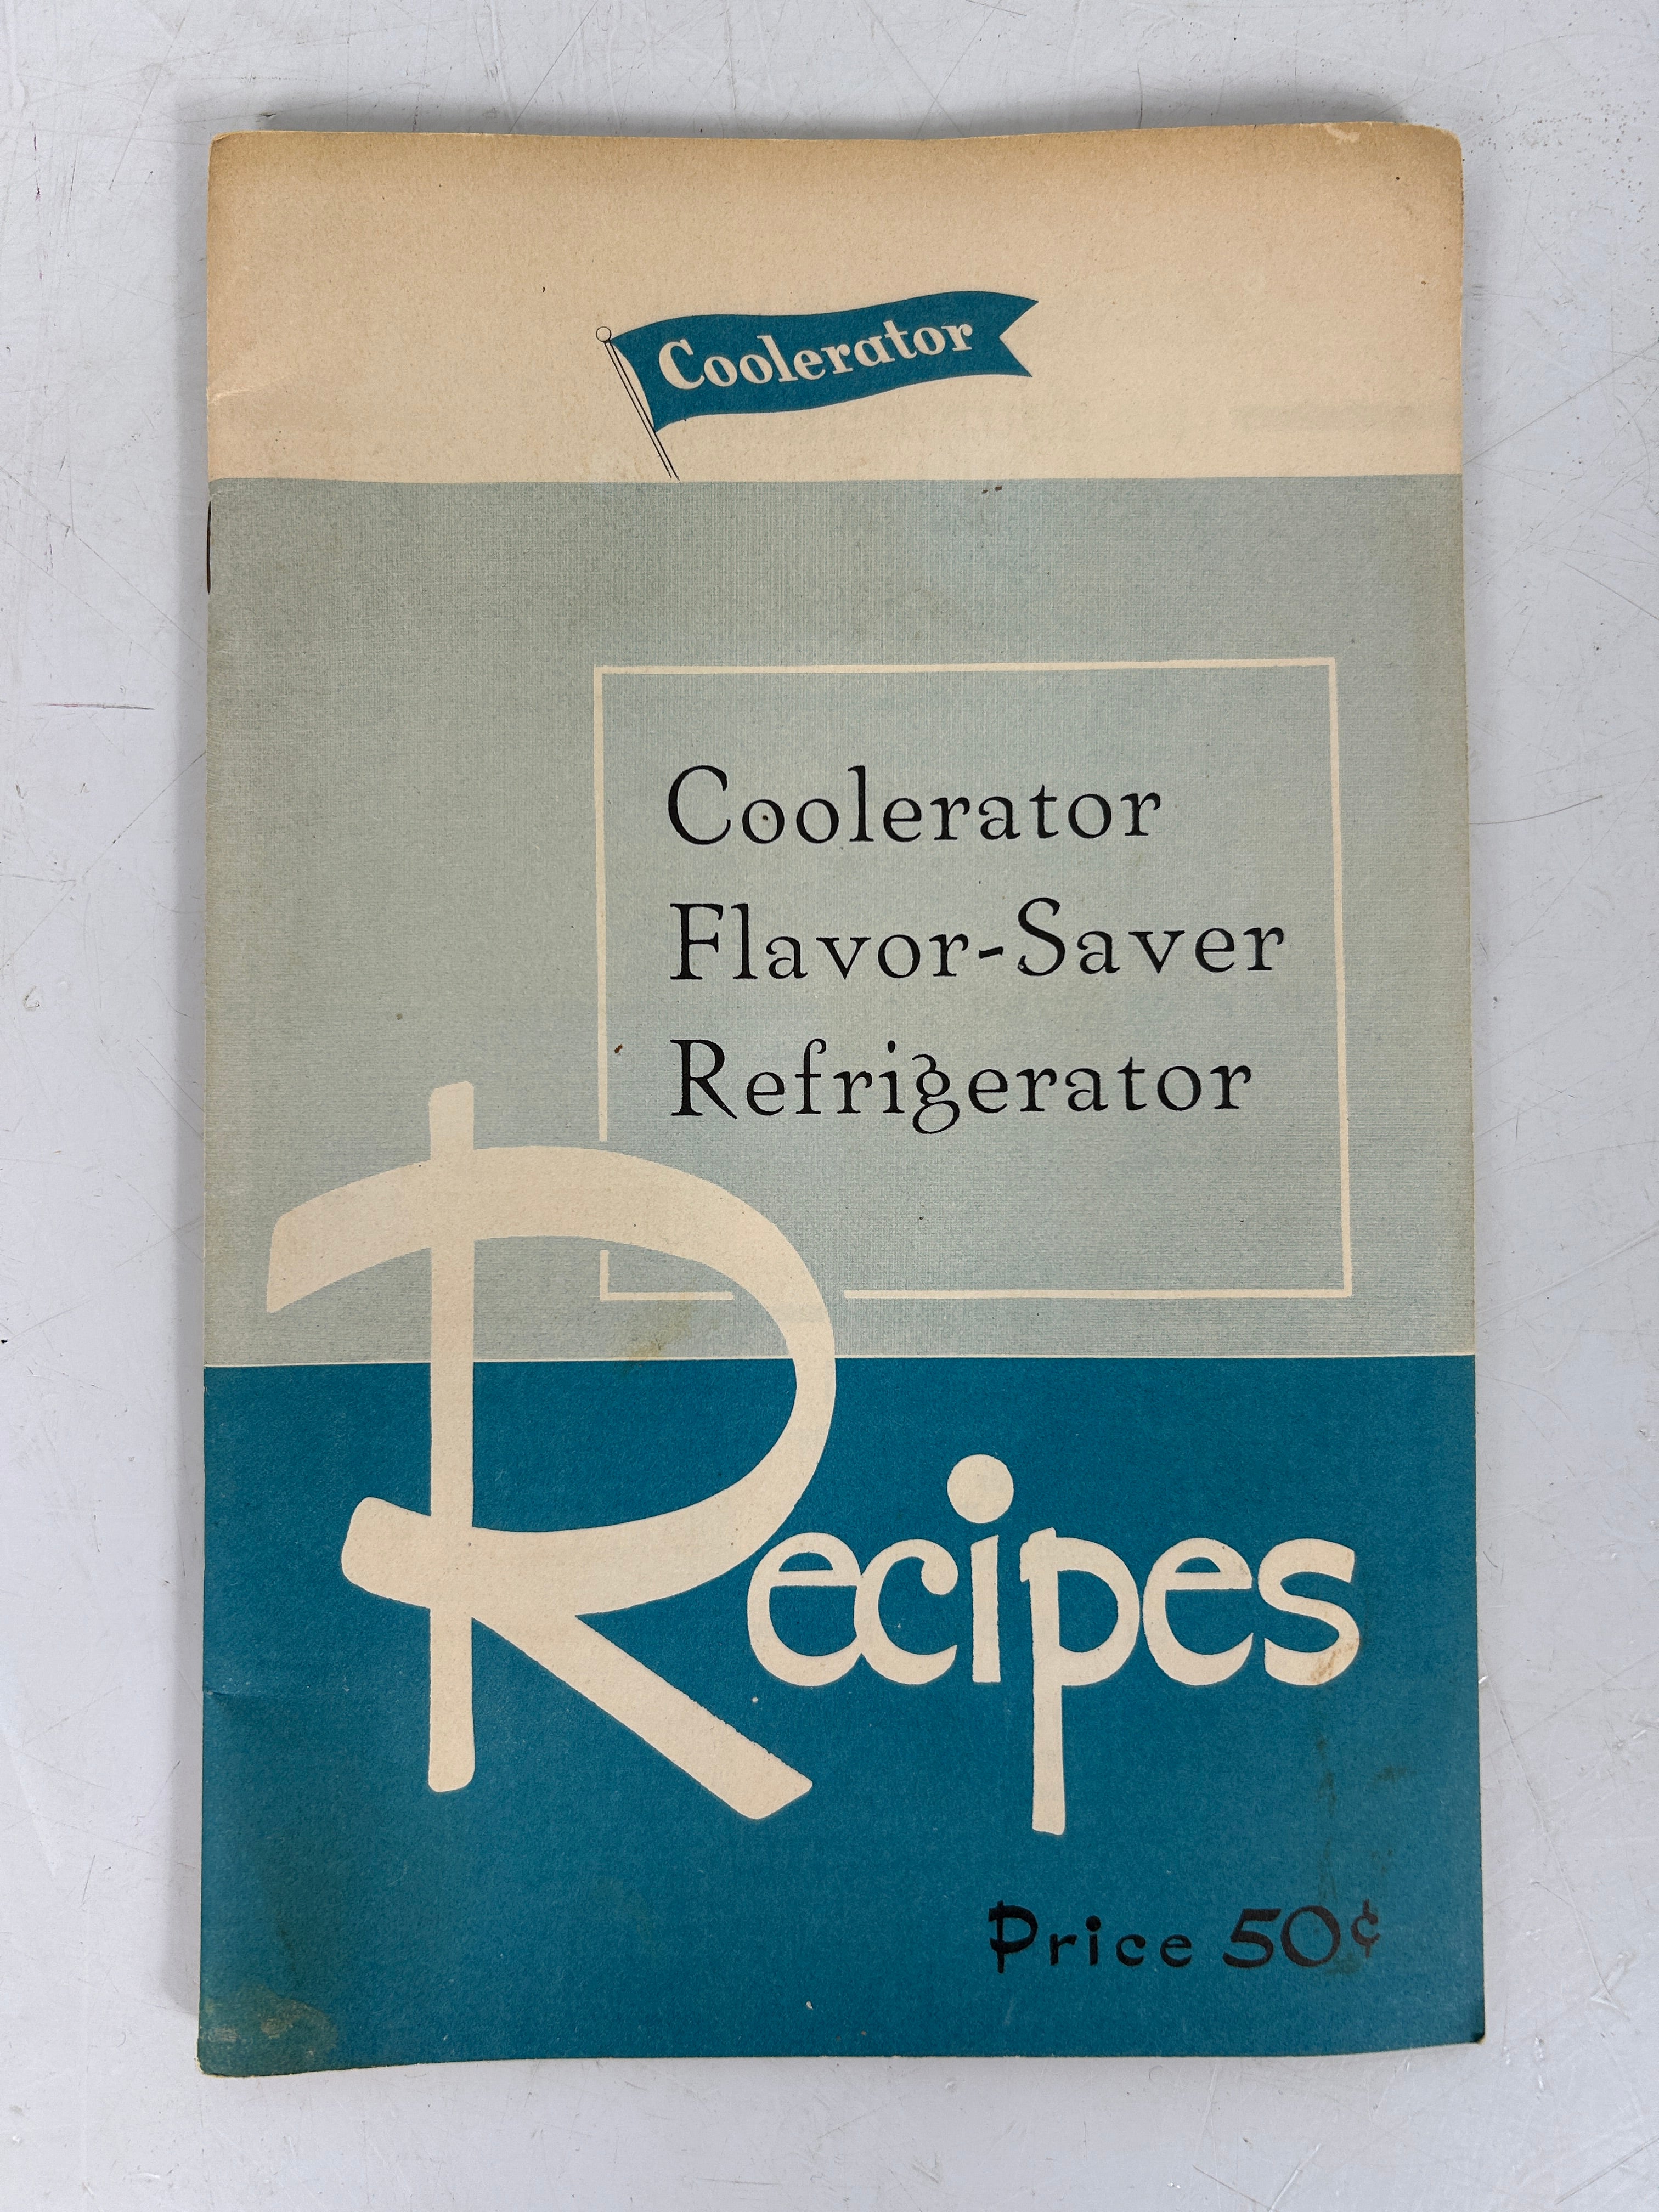 Coolerator
Coolerator
Flavor-Saver
Refrigerator
Recipes
Price 50¢